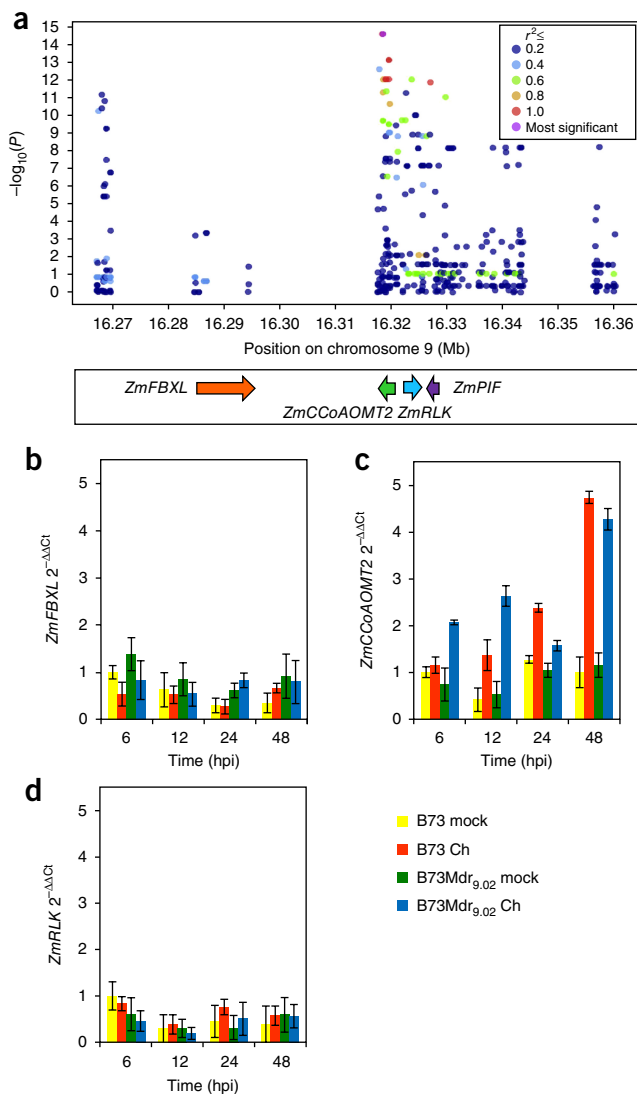 a
15
14
13
12
11
10
9
8
7
6
5
4
3
2
1
0
–log10(P)
r² ≤
0.2
0.4
0.6
0.8
1.0
Most significant
16.27 16.28 16.29 16.30 16.31 16.32 16.33 16.34 16.35 16.36
Position on chromosome 9 (Mb)
ZmFBXL
ZmPIF
ZmCCoAOMT2 ZmRLK
b
5
4
3
2
1
0
ZmFBXL 2–ΔΔCt
6 12 24 48
Time (hpi)
c
5
4
3
2
1
0
ZmCCoAOMT2 2–ΔΔCt
6 12 24 48
Time (hpi)
d
5
4
3
2
1
0
ZmRLK 2–ΔΔCt
6 12 24 48
Time (hpi)
B73 mock
B73 Ch
B73Mdr9.02 mock
B73Mdr9.02 Ch